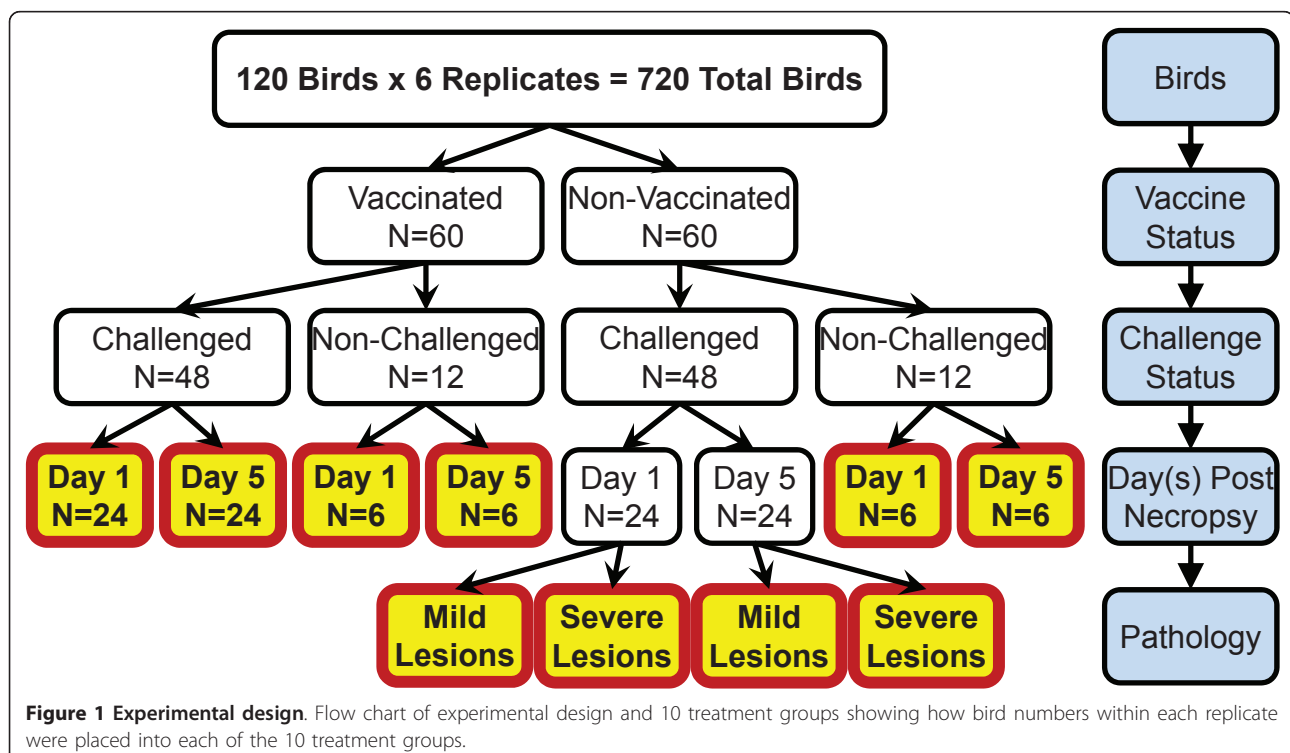 120 Birds x 6 Replicates = 720 Total Birds
Birds
Vaccinated
N=60
Non-Vaccinated
N=60
Vaccine
Status
Challenged
N=48
Non-Challenged
N=12
Challenged
N=48
Non-Challenged
N=12
Challenge
Status
Day 1
N=24
Day 5
N=24
Day 1
N=6
Day 5
N=6
Day 1
N=24
Day 5
N=24
Day 1
N=6
Day 5
N=6
Day(s) Post
Necropsy
Mild
Lesions
Severe
Lesions
Mild
Lesions
Severe
Lesions
Pathology
Figure 1 Experimental design. Flow chart of experimental design and 10 treatment groups showing how bird numbers within each replicate
were placed into each of the 10 treatment groups.